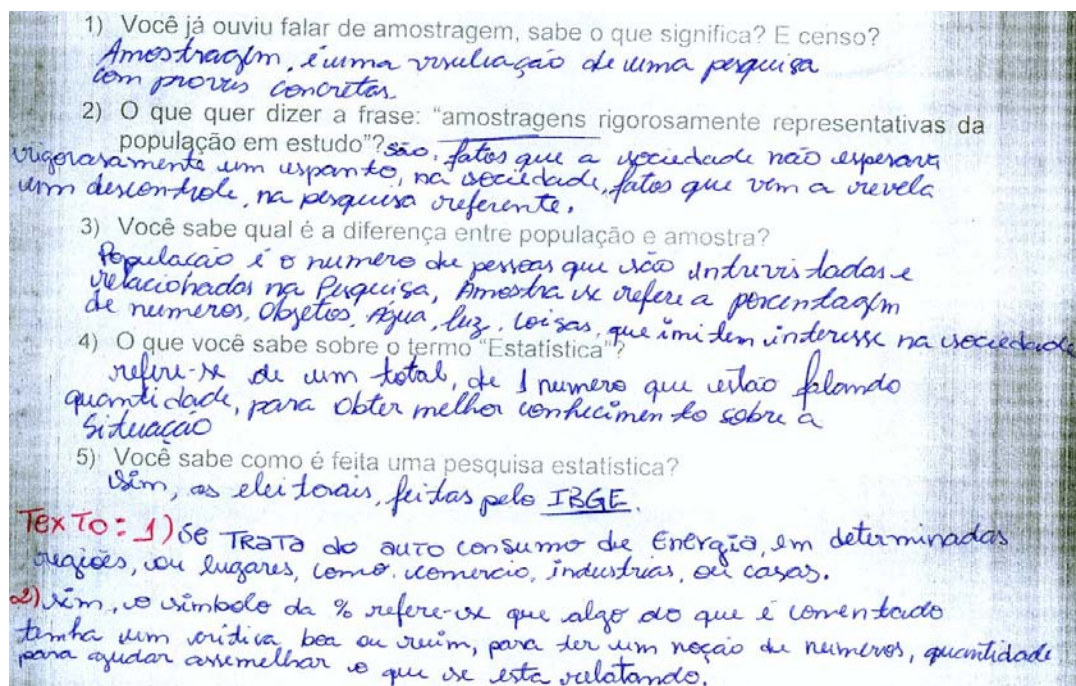 1) Você já ouviu falar de amostragem, sabe o que significa? E censo?
Amostragem, é uma visuliação de uma pesquisa
com provas concretas.
2) O que quer dizer a frase: "amostragens rigorosamente representativas da
população em estudo"? são, fatos que a sociedade não esperava
rigorasamente um espanto, na sociedade, fatos que vem a revela
um descontrole, na pesquisa referente.
3) Você sabe qual é a diferença entre população e amostra?
População é o numero de pessoas que são Intrevistadas e
relacionadas na Pesquisa, Amostra se refere a porcentagem
de numeros, Objetos, Água, luz, Coisas, que imitem interesse na sociedade
4) O que você sabe sobre o termo "Estatística"?
refere-se de um total, de 1 numero que estão falando
quantidade, para Obter melhor conhecimento sobre a
Situação
5) Você sabe como é feita uma pesquisa estatística?
Sim, as eleitorais, feitas pelo IBGE.
TEXTO: 1) Se TRATA do auto consumo de Energia, em determinadas
regiões, ou lugares, como comercio, industrias, ou casas.
2) sim, o simbolo da % refere-se que algo do que é comentado
tenha um critica boa ou ruim, para ter um noção de numeros, quantidade
para ajudar assemelhar o que se esta relatando.